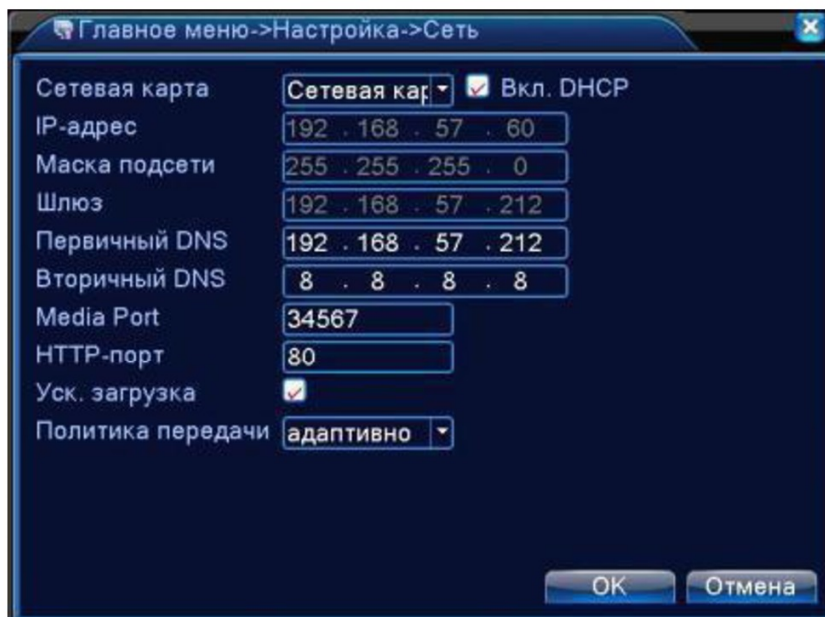 Главное меню->Настройка->Сеть
Сетевая карта Сетевая кар Вкл. DHCP
IP-адрес 192 . 168 . 57 . 60
Маска подсети 255 . 255 . 255 . 0
Шлюз 192 . 168 . 57 . 212
Первичный DNS 192 . 168 . 57 . 212
Вторичный DNS 8 . 8 . 8 . 8
Media Port 34567
HTTP-порт 80
Уск. загрузка
Политика передачи адаптивно
OK Отмена